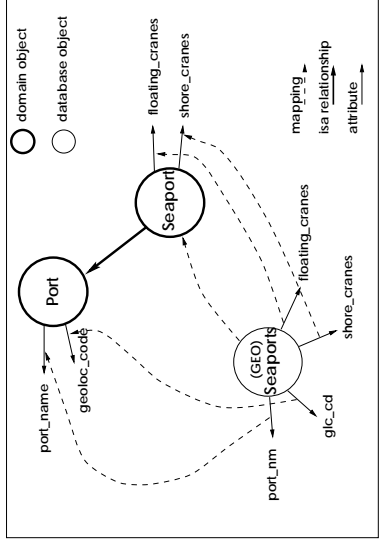 domain object
database object
port_name
geoloc_code
Port
Seaport
floating_cranes
shore_cranes
port_nm
glc_cd
(GEO)
Seaports
floating_cranes
shore_cranes
mapping
isa relationship
attribute